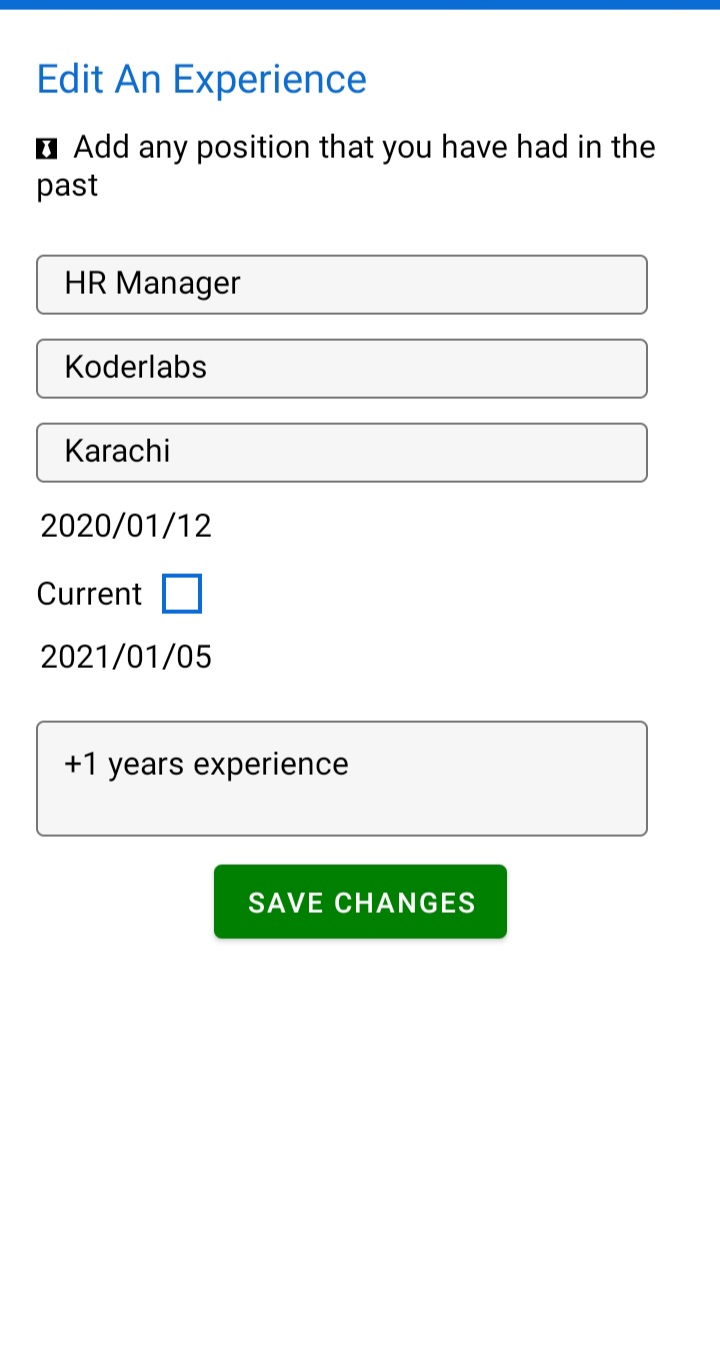 Edit An Experience
Add any position that you have had in the
past
HR Manager
Koderlabs
Karachi
2020/01/12
Current
2021/01/05
+1 years experience
SAVE CHANGES